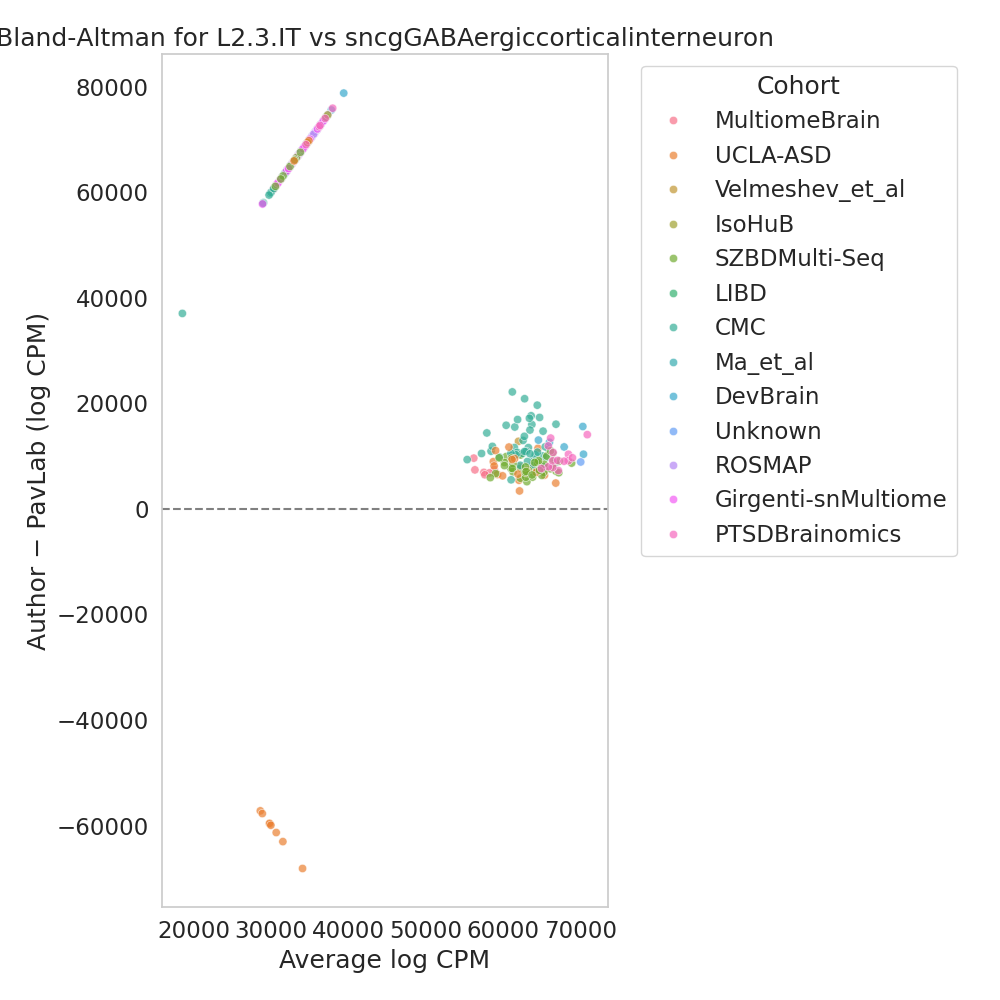 Bland-Altman for L2.3.IT vs sncgGABAergiccorticalinterneuron
Author − PavLab (log CPM)
80000
60000
40000
20000
0
−20000
−40000
−60000
20000 30000 40000 50000 60000 70000
Average log CPM
Cohort
MultiomeBrain
UCLA-ASD
Velmeshev_et_al
IsoHuB
SZBDMulti-Seq
LIBD
CMC
Ma_et_al
DevBrain
Unknown
ROSMAP
Girgenti-snMultiome
PTSDBrainomics